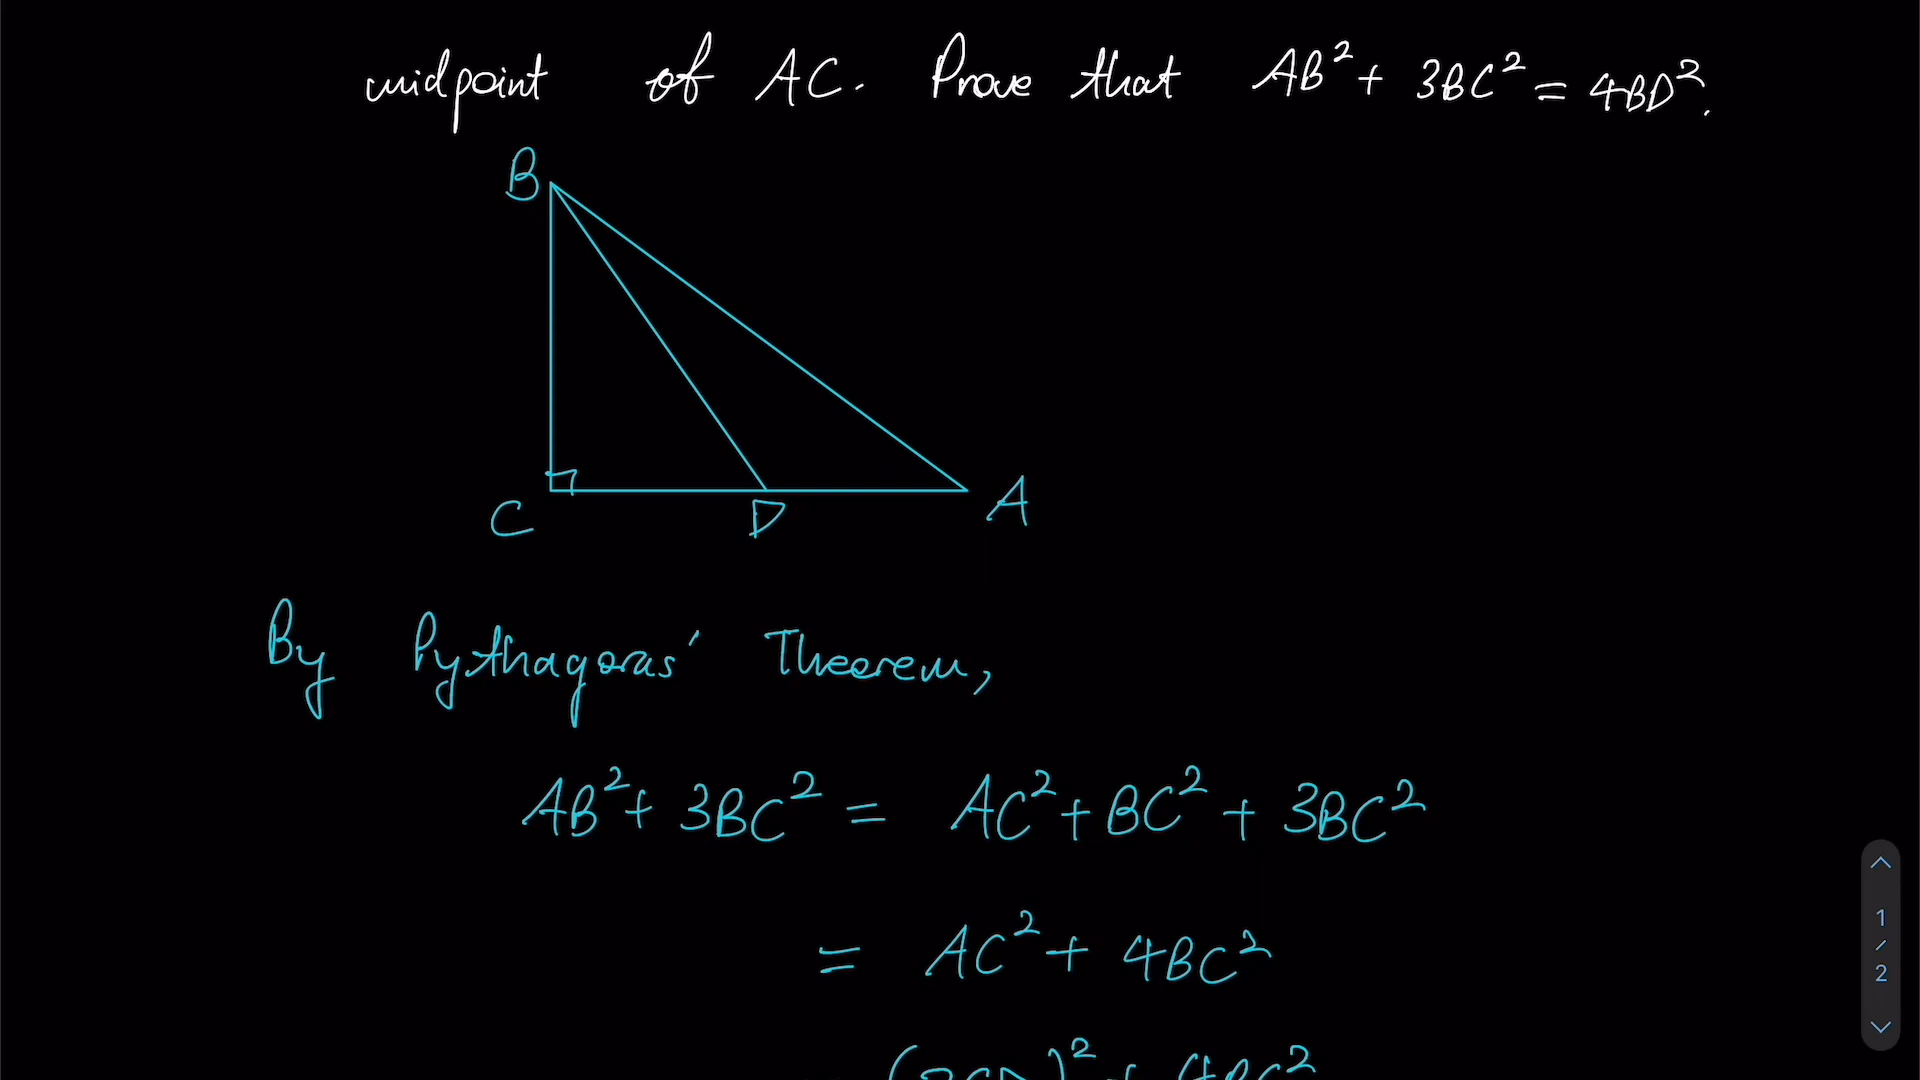 midpoint of AC. Prove that AB² + 3BC² = 4BD².
B
C D A
By Pythagoras' Theorem,
AB² + 3BC² = AC² + BC² + 3BC²
= AC² + 4BC²
1
/
2